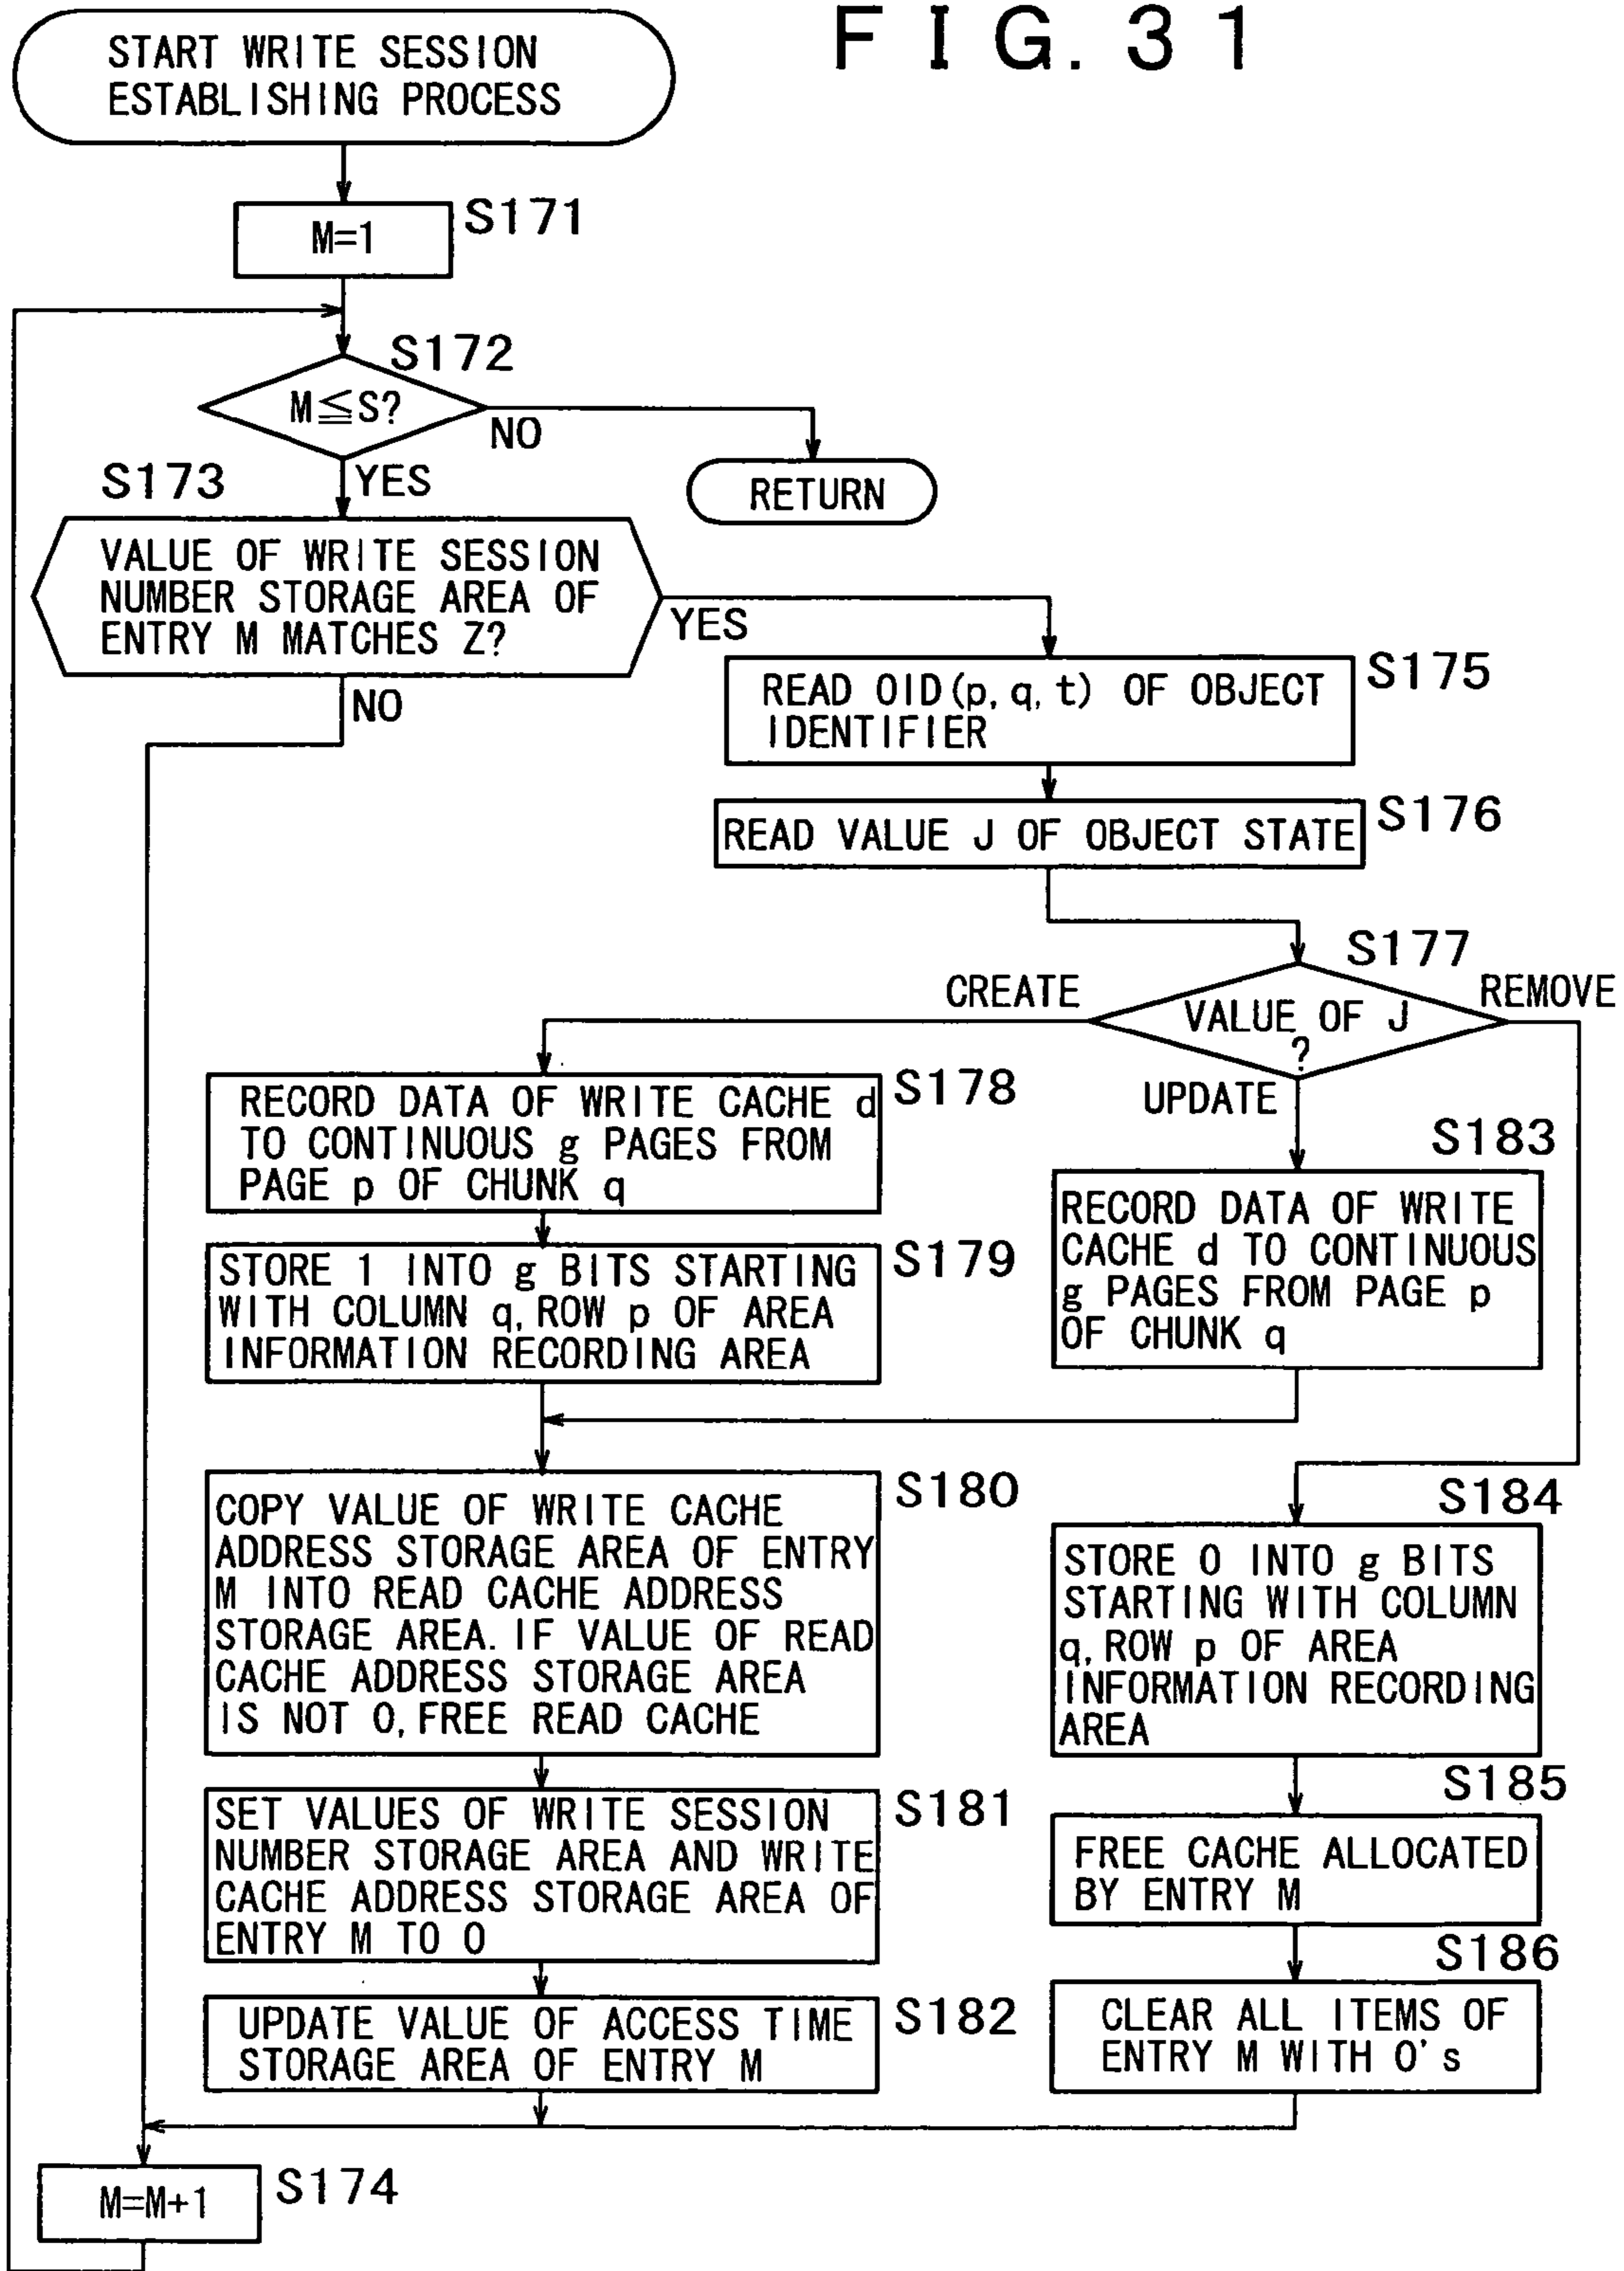 FIG. 31
START WRITE SESSION
ESTABLISHING PROCESS
S171
M=1
S172
M≦S?
NO
YES
RETURN
S173
VALUE OF WRITE SESSION
NUMBER STORAGE AREA OF
ENTRY M MATCHES Z?
YES
NO
S175
READ OID(p, q, t) OF OBJECT
IDENTIFIER
S176
READ VALUE J OF OBJECT STATE
S177
VALUE OF J
?
CREATE
REMOVE
UPDATE
S178
RECORD DATA OF WRITE CACHE d
TO CONTINUOUS g PAGES FROM
PAGE p OF CHUNK q
S179
STORE 1 INTO g BITS STARTING
WITH COLUMN q, ROW p OF AREA
INFORMATION RECORDING AREA
S183
RECORD DATA OF WRITE
CACHE d TO CONTINUOUS
g PAGES FROM PAGE p
OF CHUNK q
S180
COPY VALUE OF WRITE CACHE
ADDRESS STORAGE AREA OF ENTRY
M INTO READ CACHE ADDRESS
STORAGE AREA. IF VALUE OF READ
CACHE ADDRESS STORAGE AREA
IS NOT 0, FREE READ CACHE
S184
STORE 0 INTO g BITS
STARTING WITH COLUMN
q, ROW p OF AREA
INFORMATION RECORDING
AREA
S181
SET VALUES OF WRITE SESSION
NUMBER STORAGE AREA AND WRITE
CACHE ADDRESS STORAGE AREA OF
ENTRY M TO 0
S185
FREE CACHE ALLOCATED
BY ENTRY M
S182
UPDATE VALUE OF ACCESS TIME
STORAGE AREA OF ENTRY M
S186
CLEAR ALL ITEMS OF
ENTRY M WITH 0's
S174
M=M+1